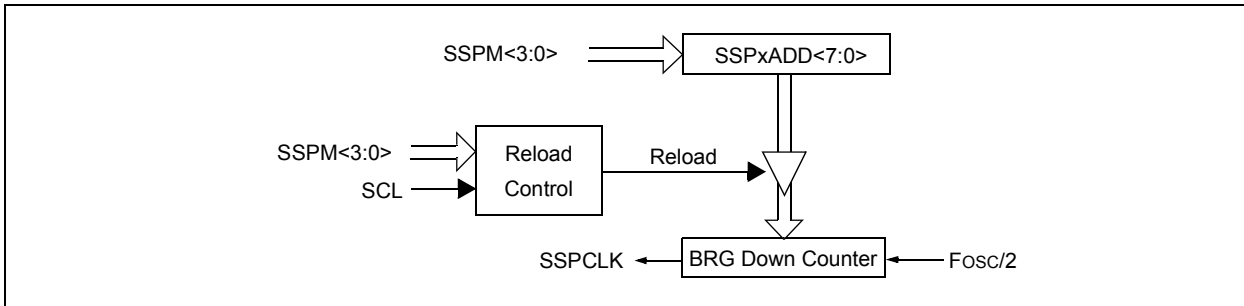 SSPM<3:0>
SSPxADD<7:0>
SSPM<3:0>
SCL
Reload
Control
Reload
SSPCLK
BRG Down Counter
FOSC/2